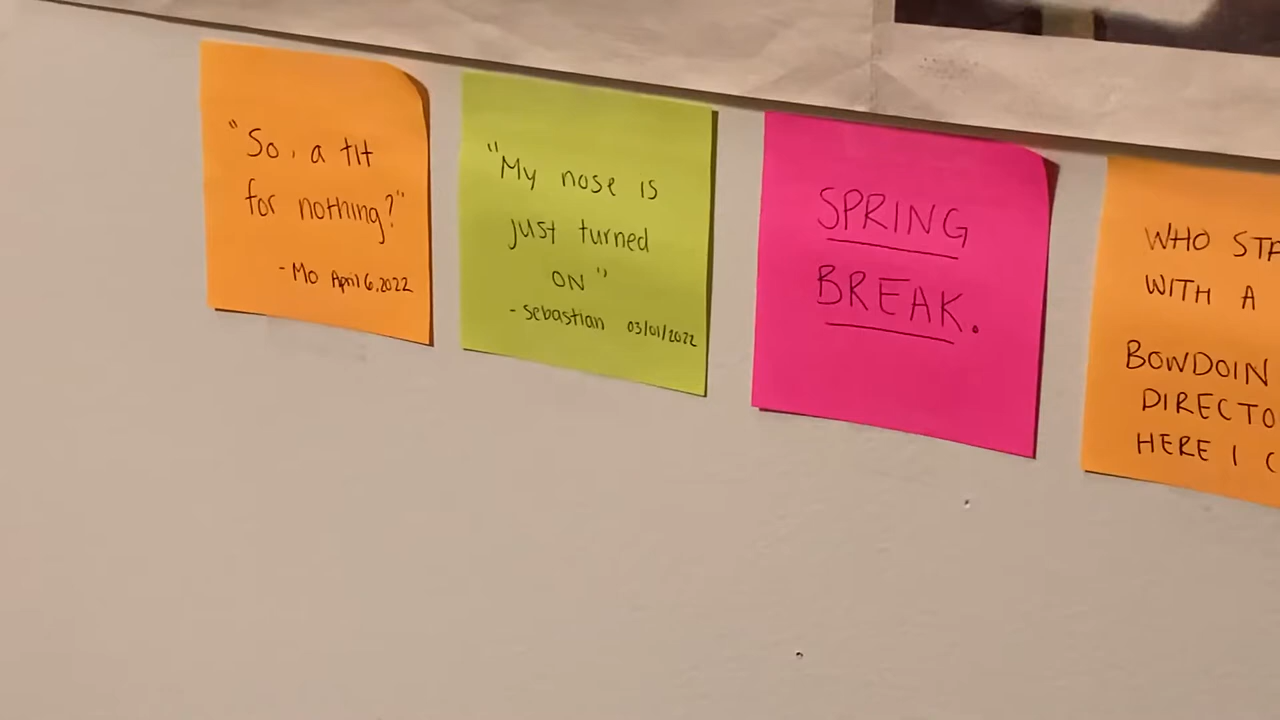 "So, a tit
for nothing?"
- Mo April 6, 2022
"My nose is
just turned
ON"
- sebastian 03/01/2022
SPRING
BREAK.
WHO
WITH A
BOWDOIN
HERE I